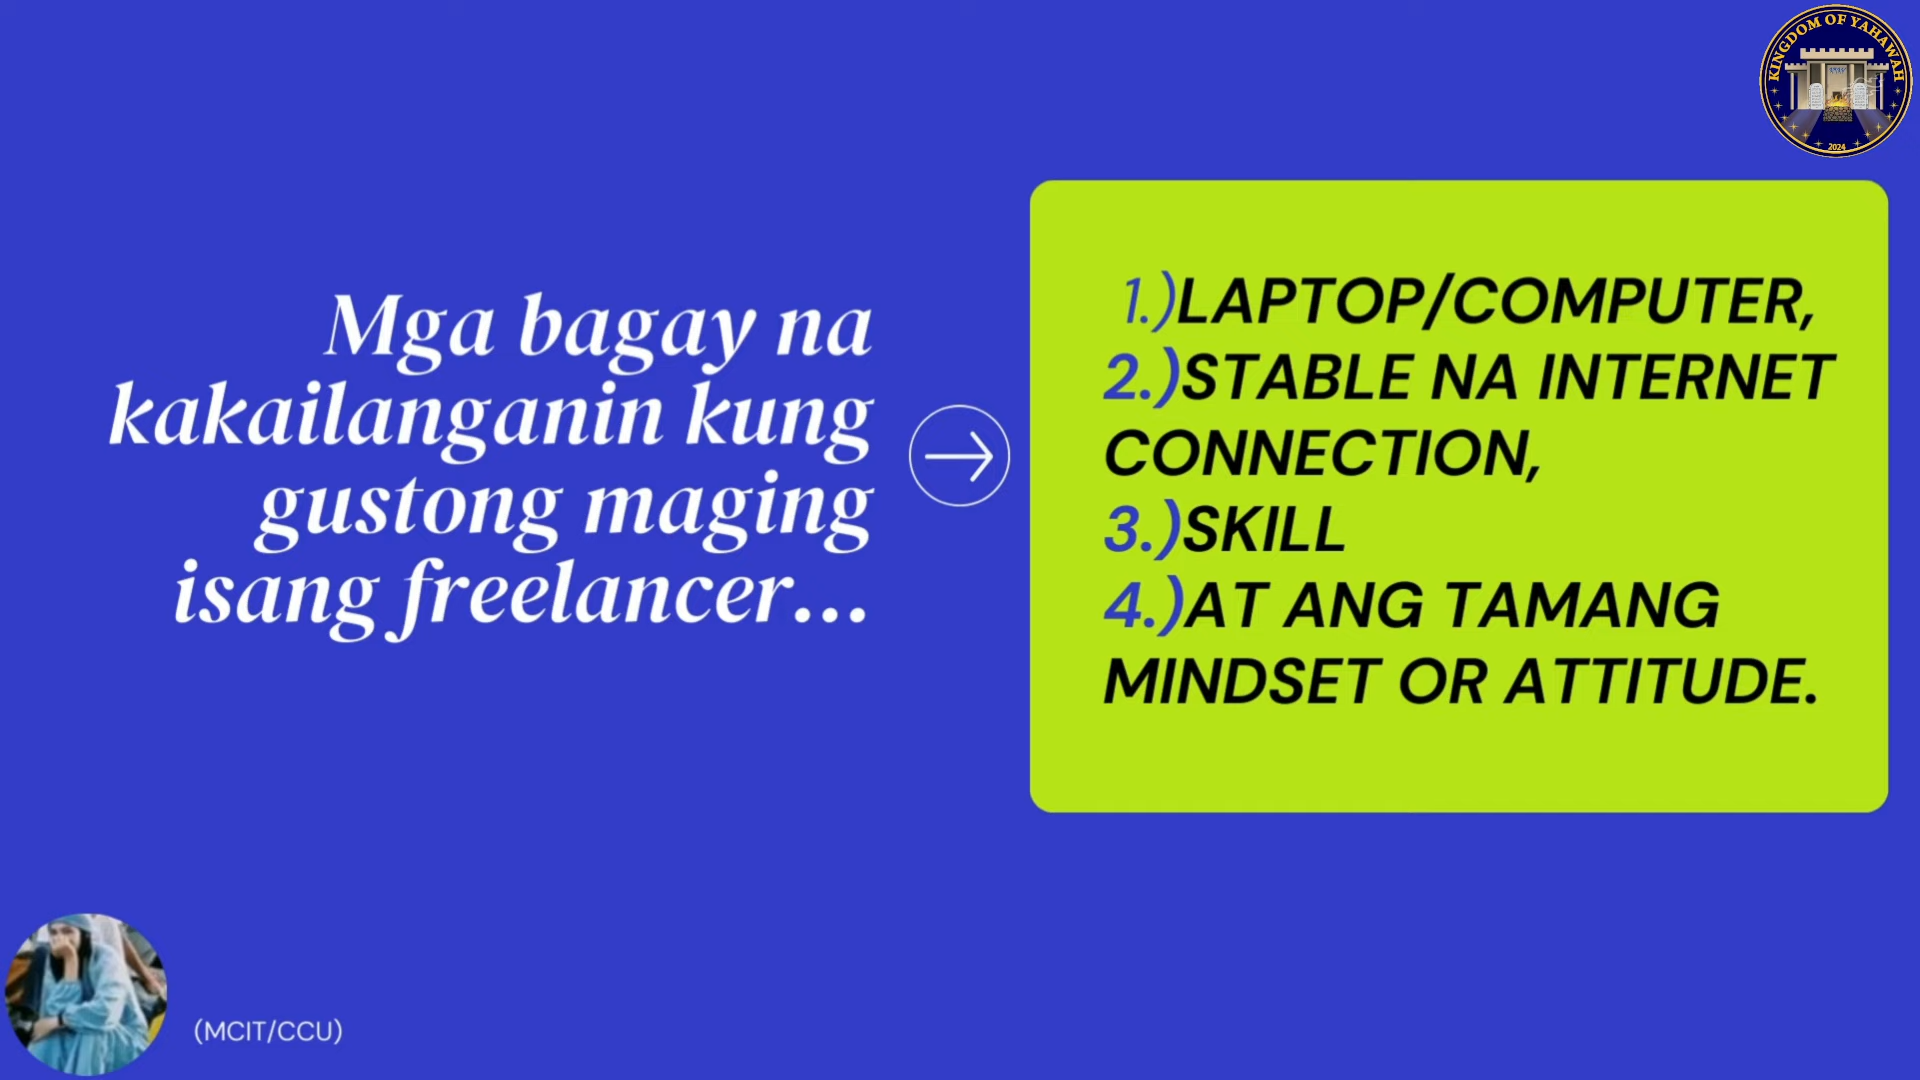 KINGDOM OF YAHAWAH
2024
Mga bagay na
kakailanganin kung
gustong maging
isang freelancer...
1.)LAPTOP/COMPUTER,
2.)STABLE NA INTERNET
CONNECTION,
3.)SKILL
4.)AT ANG TAMANG
MINDSET OR ATTITUDE.
(MCIT/CCU)